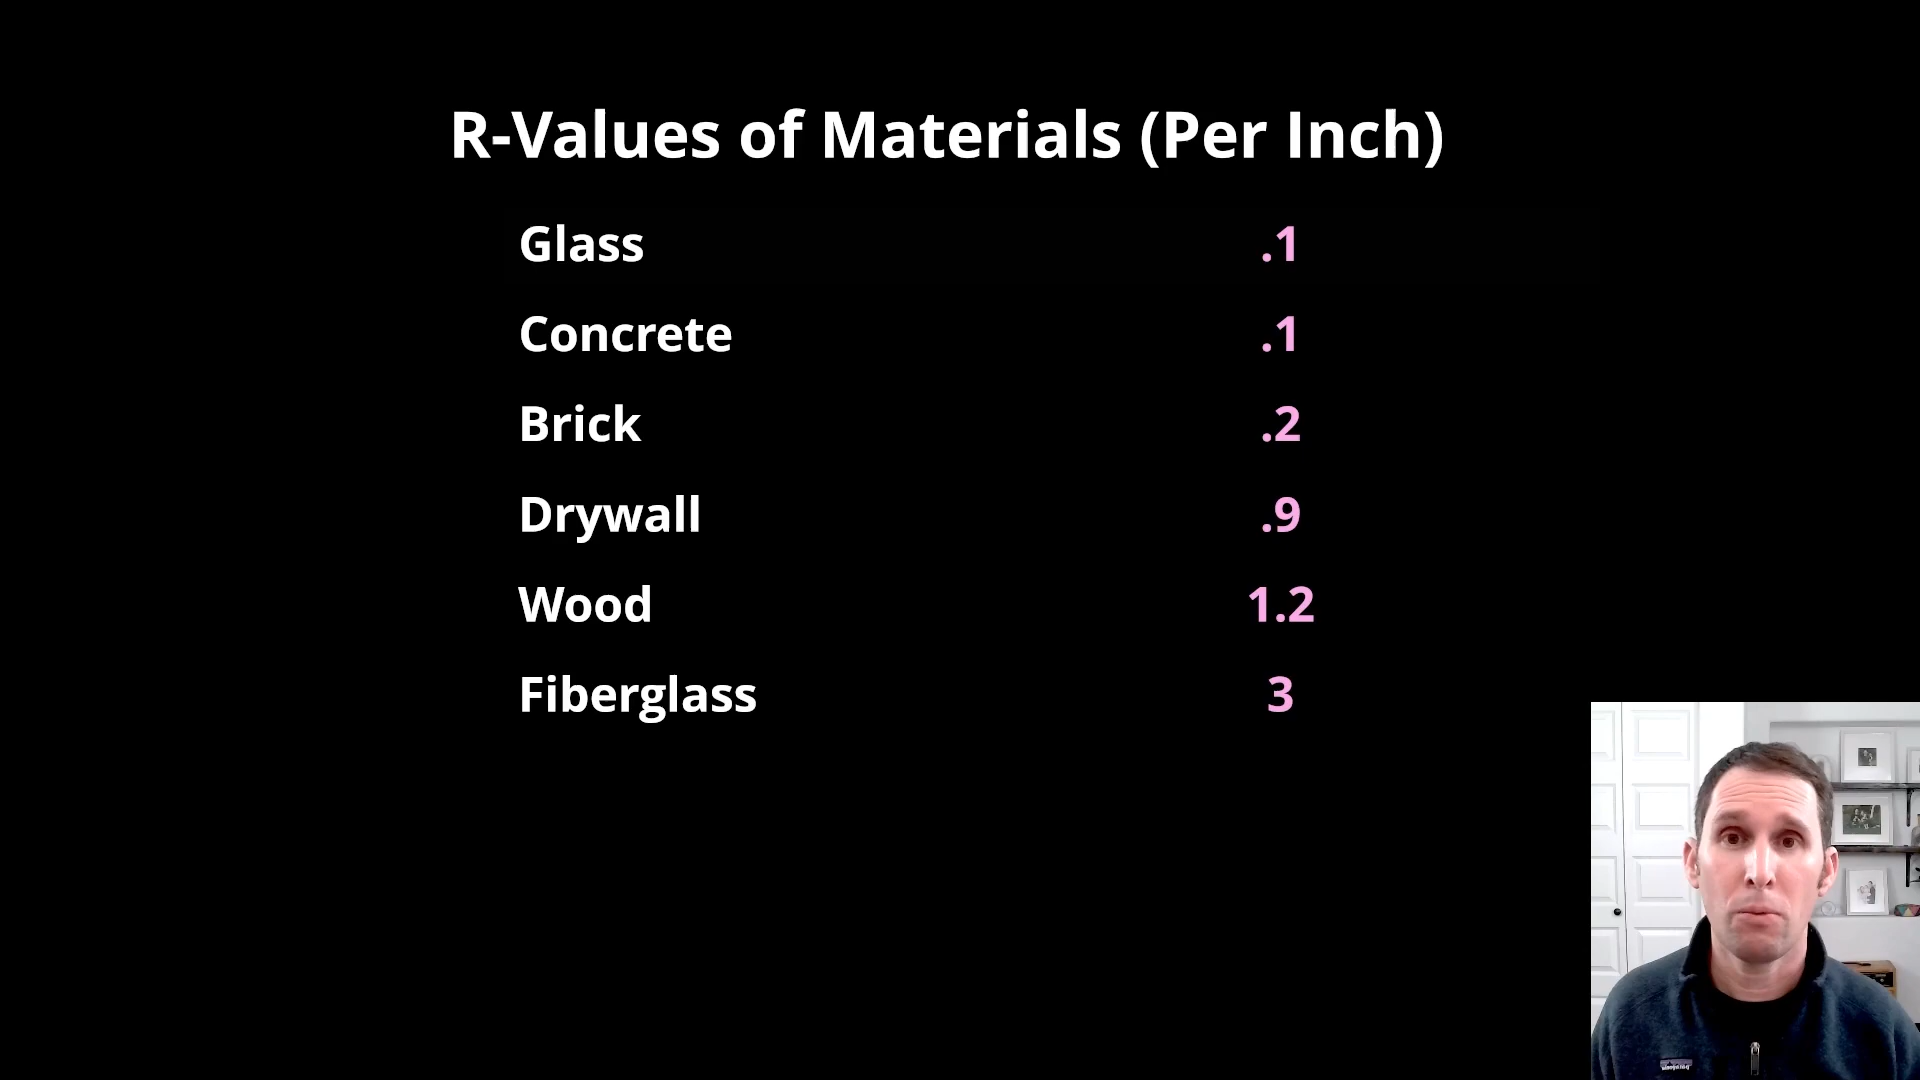 R-Values of Materials (Per Inch)
Glass .1
Concrete .1
Brick .2
Drywall .9
Wood 1.2
Fiberglass 3